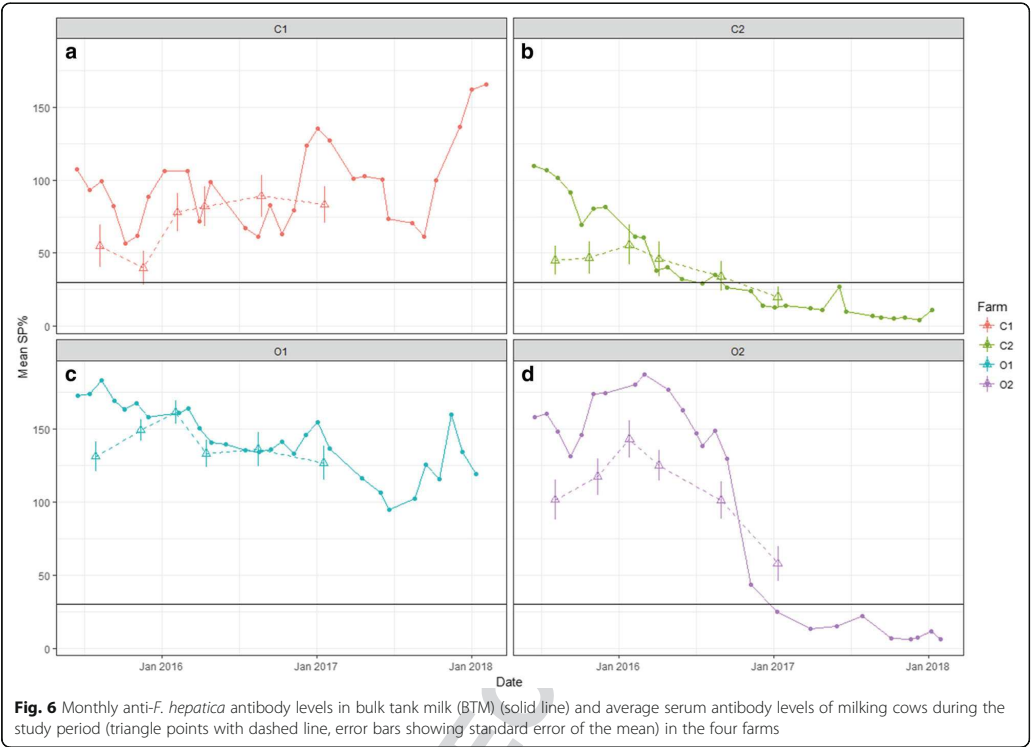 C1
C2
a
b
150
100
50
0
Mean SP%
O1
O2
c
d
150
100
50
0
Jan 2016
Jan 2017
Jan 2018
Jan 2016
Jan 2017
Jan 2018
Date
Farm
C1
C2
O1
O2
Fig. 6 Monthly anti-F. hepatica antibody levels in bulk tank milk (BTM) (solid line) and average serum antibody levels of milking cows during the
study period (triangle points with dashed line, error bars showing standard error of the mean) in the four farms